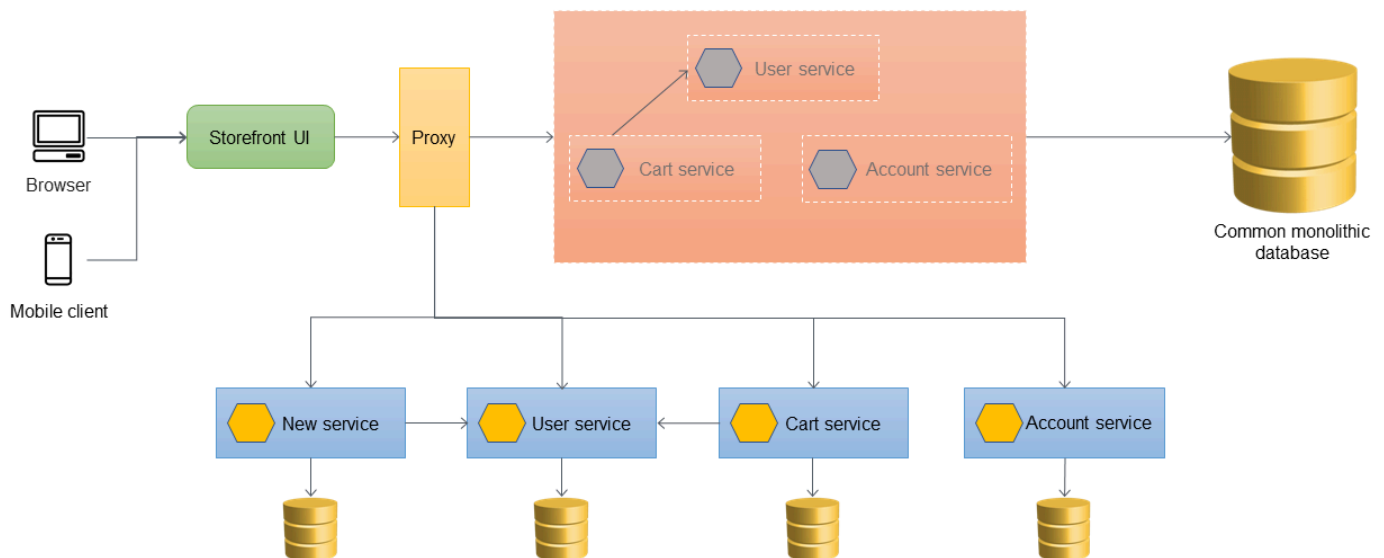 User service
Storefront UI
Proxy
Cart service
Account service
Browser
Common monolithic
database
Mobile client
New service
User service
Cart service
Account service